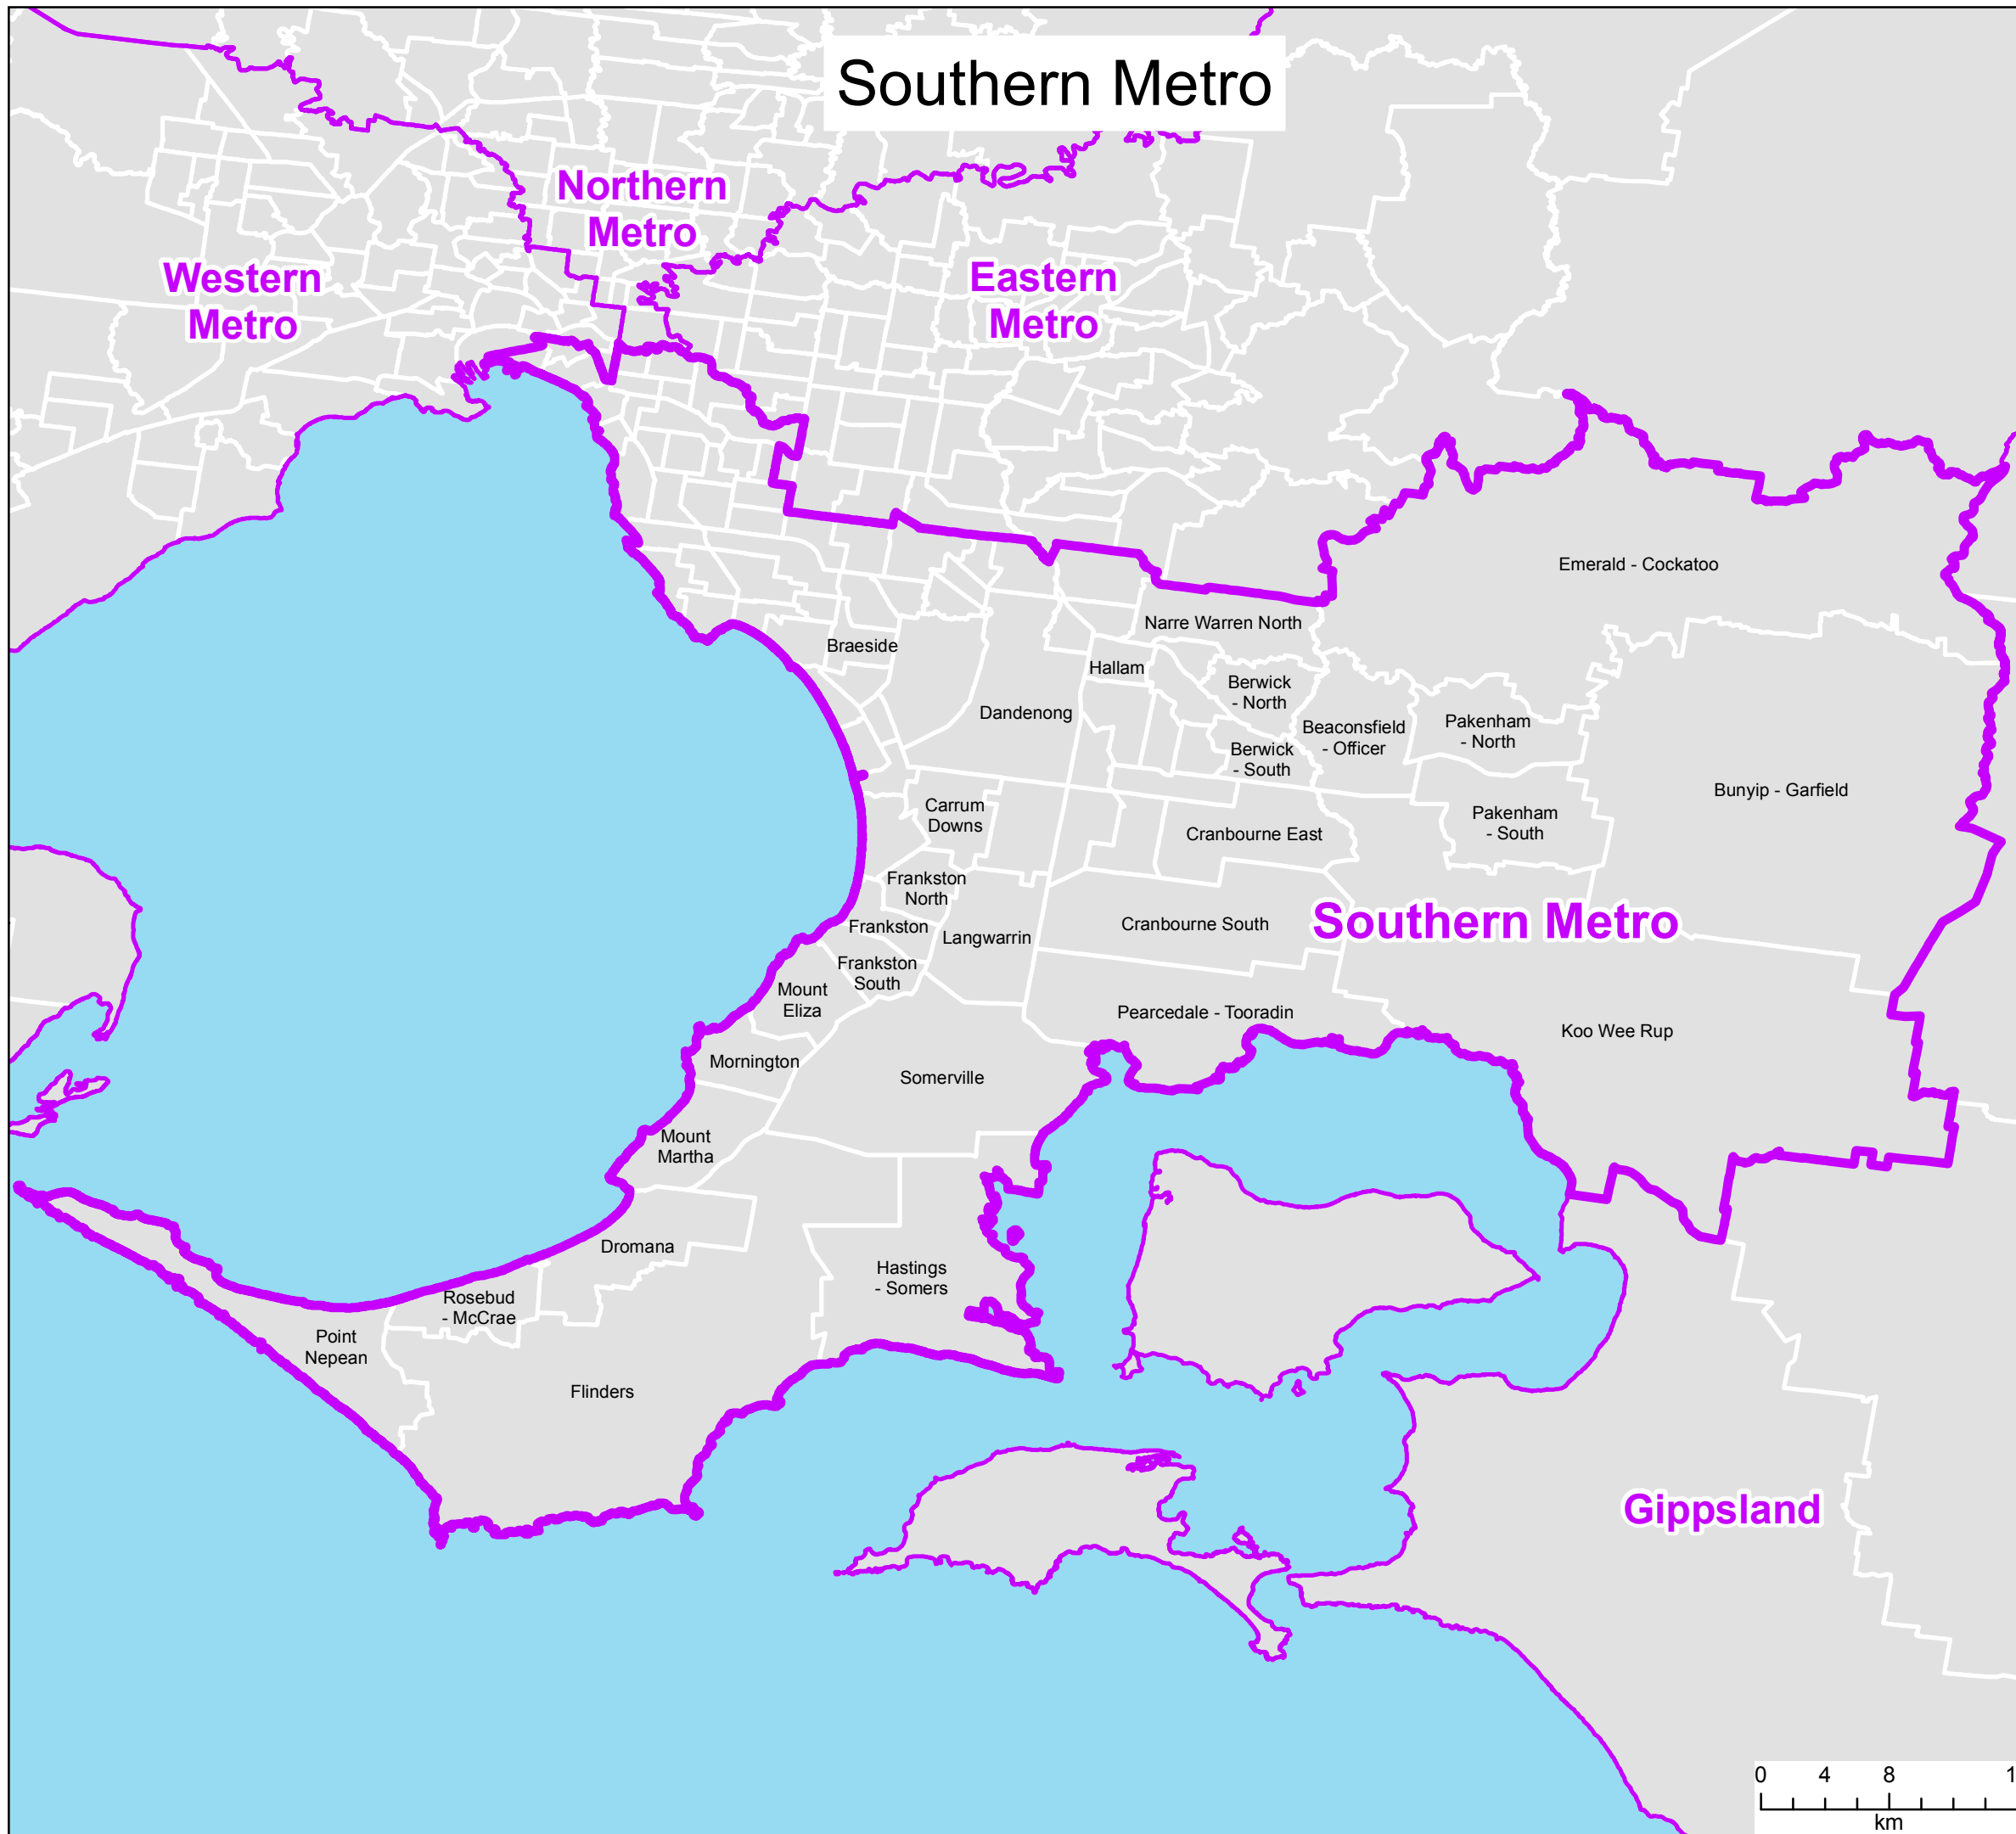 Southern Metro
Northern
Metro
Western
Metro
Eastern
Metro
Emerald - Cockatoo
Narre Warren North
Braeside
Hallam
Berwick
- North
Dandenong
Beaconsfield
- Officer
Pakenham
- North
Berwick
- South
Bunyip - Garfield
Carrum
Downs
Cranbourne East
Pakenham
- South
Frankston
North
Frankston
Langwarrin
Cranbourne South
Southern Metro
Frankston
South
Mount
Eliza
Pearcedale - Tooradin
Koo Wee Rup
Mornington
Somerville
Mount
Martha
Dromana
Hastings
- Somers
Rosebud
- McCrae
Point
Nepean
Flinders
Gippsland
0 4 8 1
km